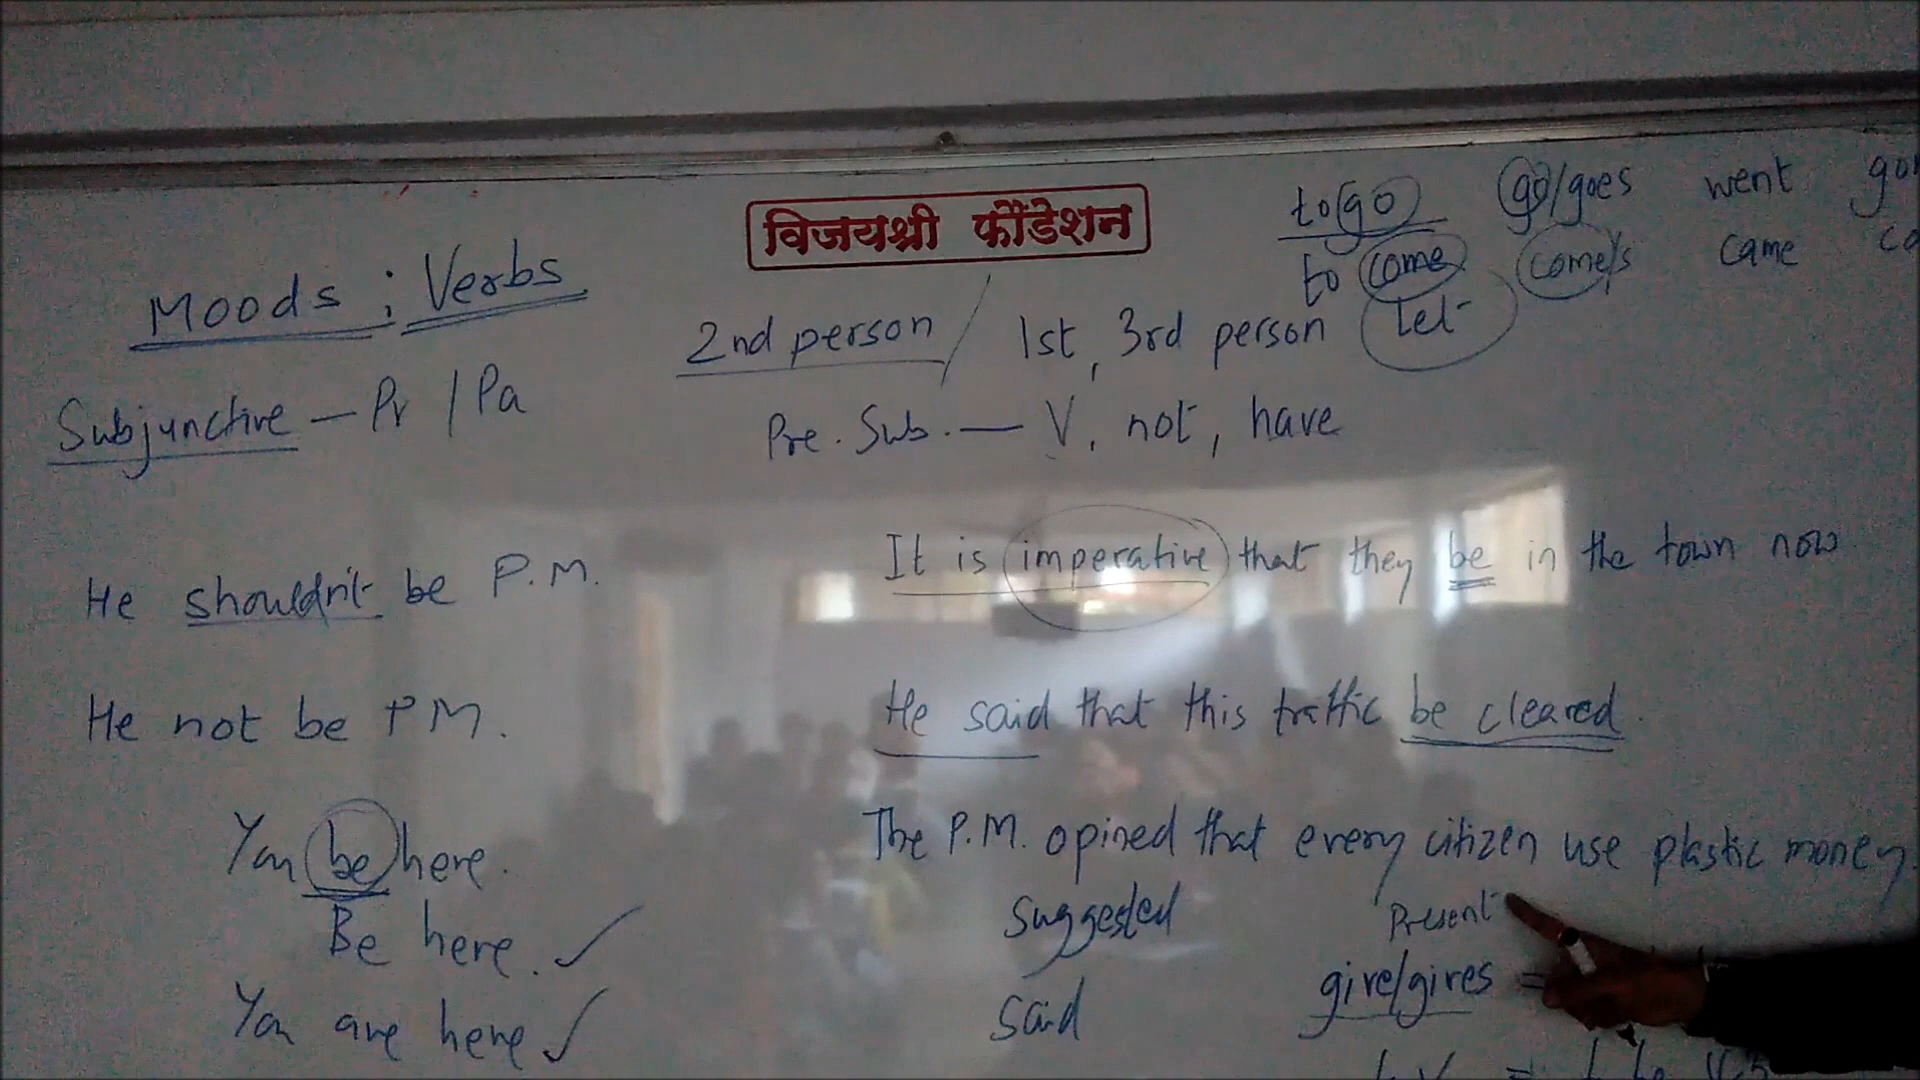 विजयश्री फौंडेशन
to go go/goes went
to come come/s came
Moods : Verbs
2nd person / 1st, 3rd person Let
Subjunctive — Pr / Pa
Pre. Sub. — V, not, have
He shouldn't be P.M.
It is imperative that they be in the town now
He not be P.M.
He said that this traffic be cleared.
You be here.
The P.M. opined that every citizen use plastic money.
Be here. ✓
suggested
Present
You are here ✓
said
give/gives =